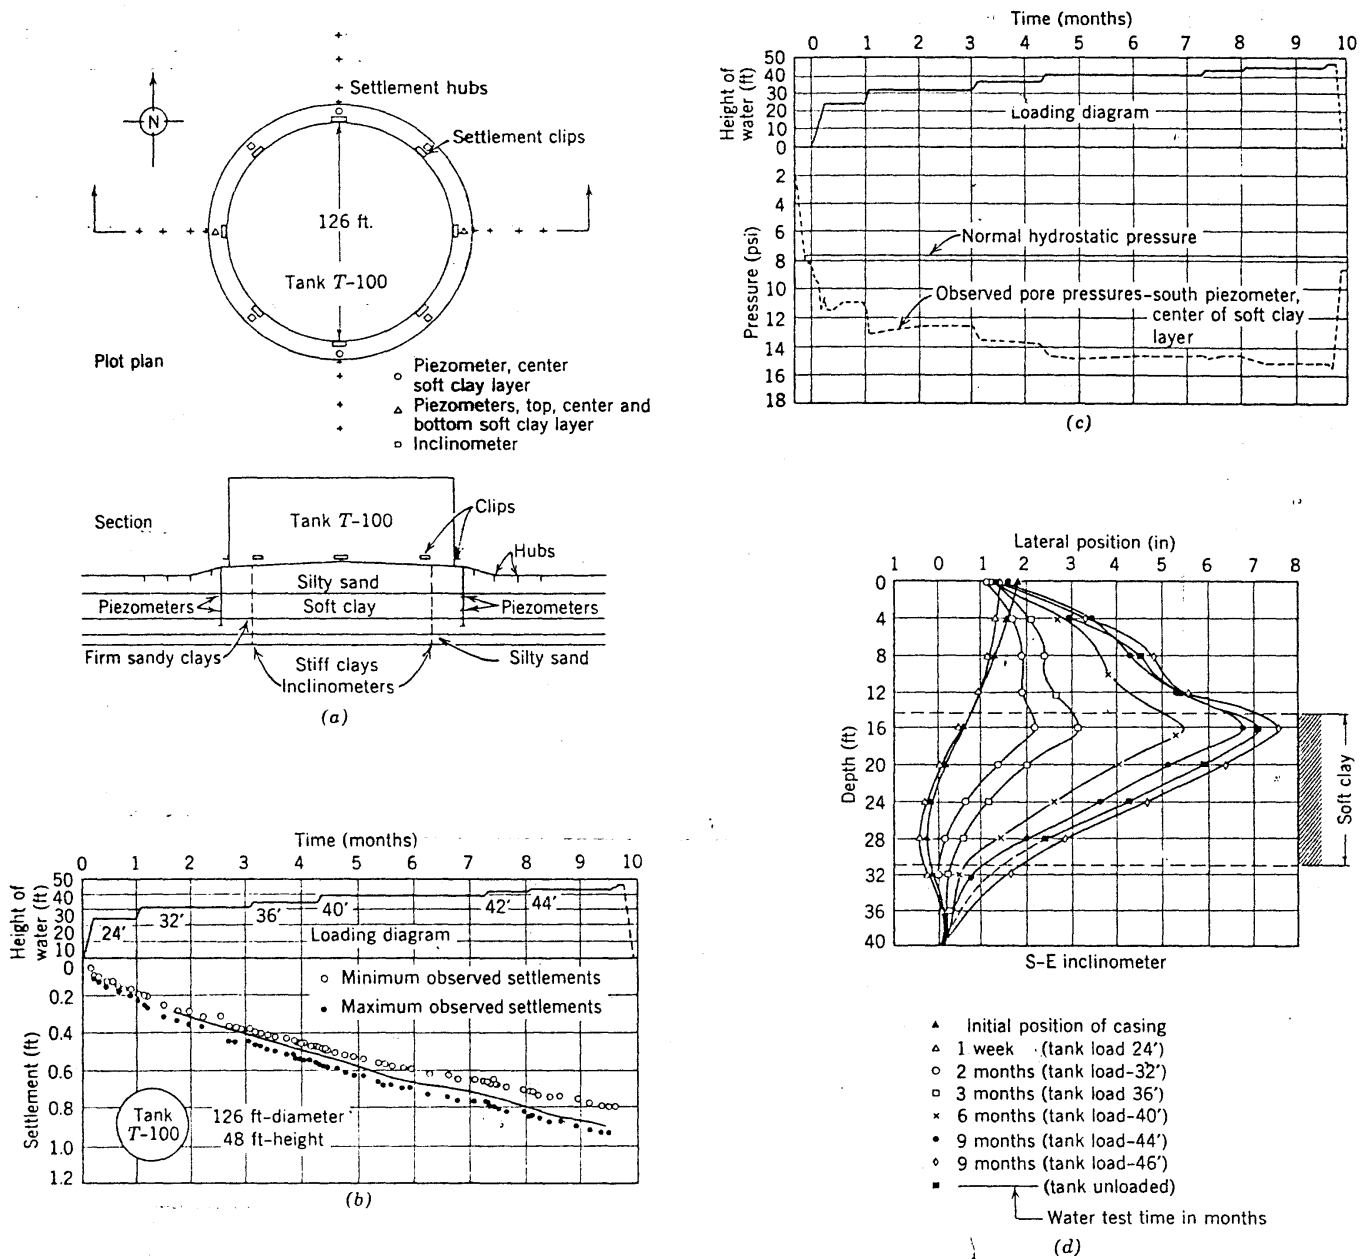 Settlement hubs
N
Settlement clips
126 ft.
Tank T-100
Plot plan
Piezometer, center
soft clay layer
Piezometers, top, center and
bottom soft clay layer
Inclinometer
Section
Tank T-100
Clips
Hubs
Silty sand
Piezometers
Soft clay
Piezometers
Firm sandy clays
Stiff clays
Silty sand
Inclinometers
(a)
Time (months)
0 1 2 3 4 5 6 7 8 9 10
Height of
water (ft)
50
40
30
20
10
24'
32'
36'
40'
42'
44'
Loading diagram
0
0.2
0.4
0.6
0.8
1.0
1.2
Settlement (ft)
Minimum observed settlements
Maximum observed settlements
Tank
T-100
126 ft-diameter
48 ft-height
(b)
Time (months)
0 1 2 3 4 5 6 7 8 9 10
Height of
water (ft)
50
40
30
20
10
0
Loading diagram
2
4
6
8
10
12
14
16
18
Pressure (psi)
Normal hydrostatic pressure
Observed pore pressures-south piezometer,
center of soft clay
layer
(c)
Lateral position (in)
1 0 1 2 3 4 5 6 7 8
0
4
8
12
16
20
24
28
32
36
40
Depth (ft)
Soft clay
S-E inclinometer
Initial position of casing
1 week (tank load 24')
2 months (tank load-32')
3 months (tank load 36')
6 months (tank load-40')
9 months (tank load-44')
9 months (tank load-46')
(tank unloaded)
Water test time in months
(d)